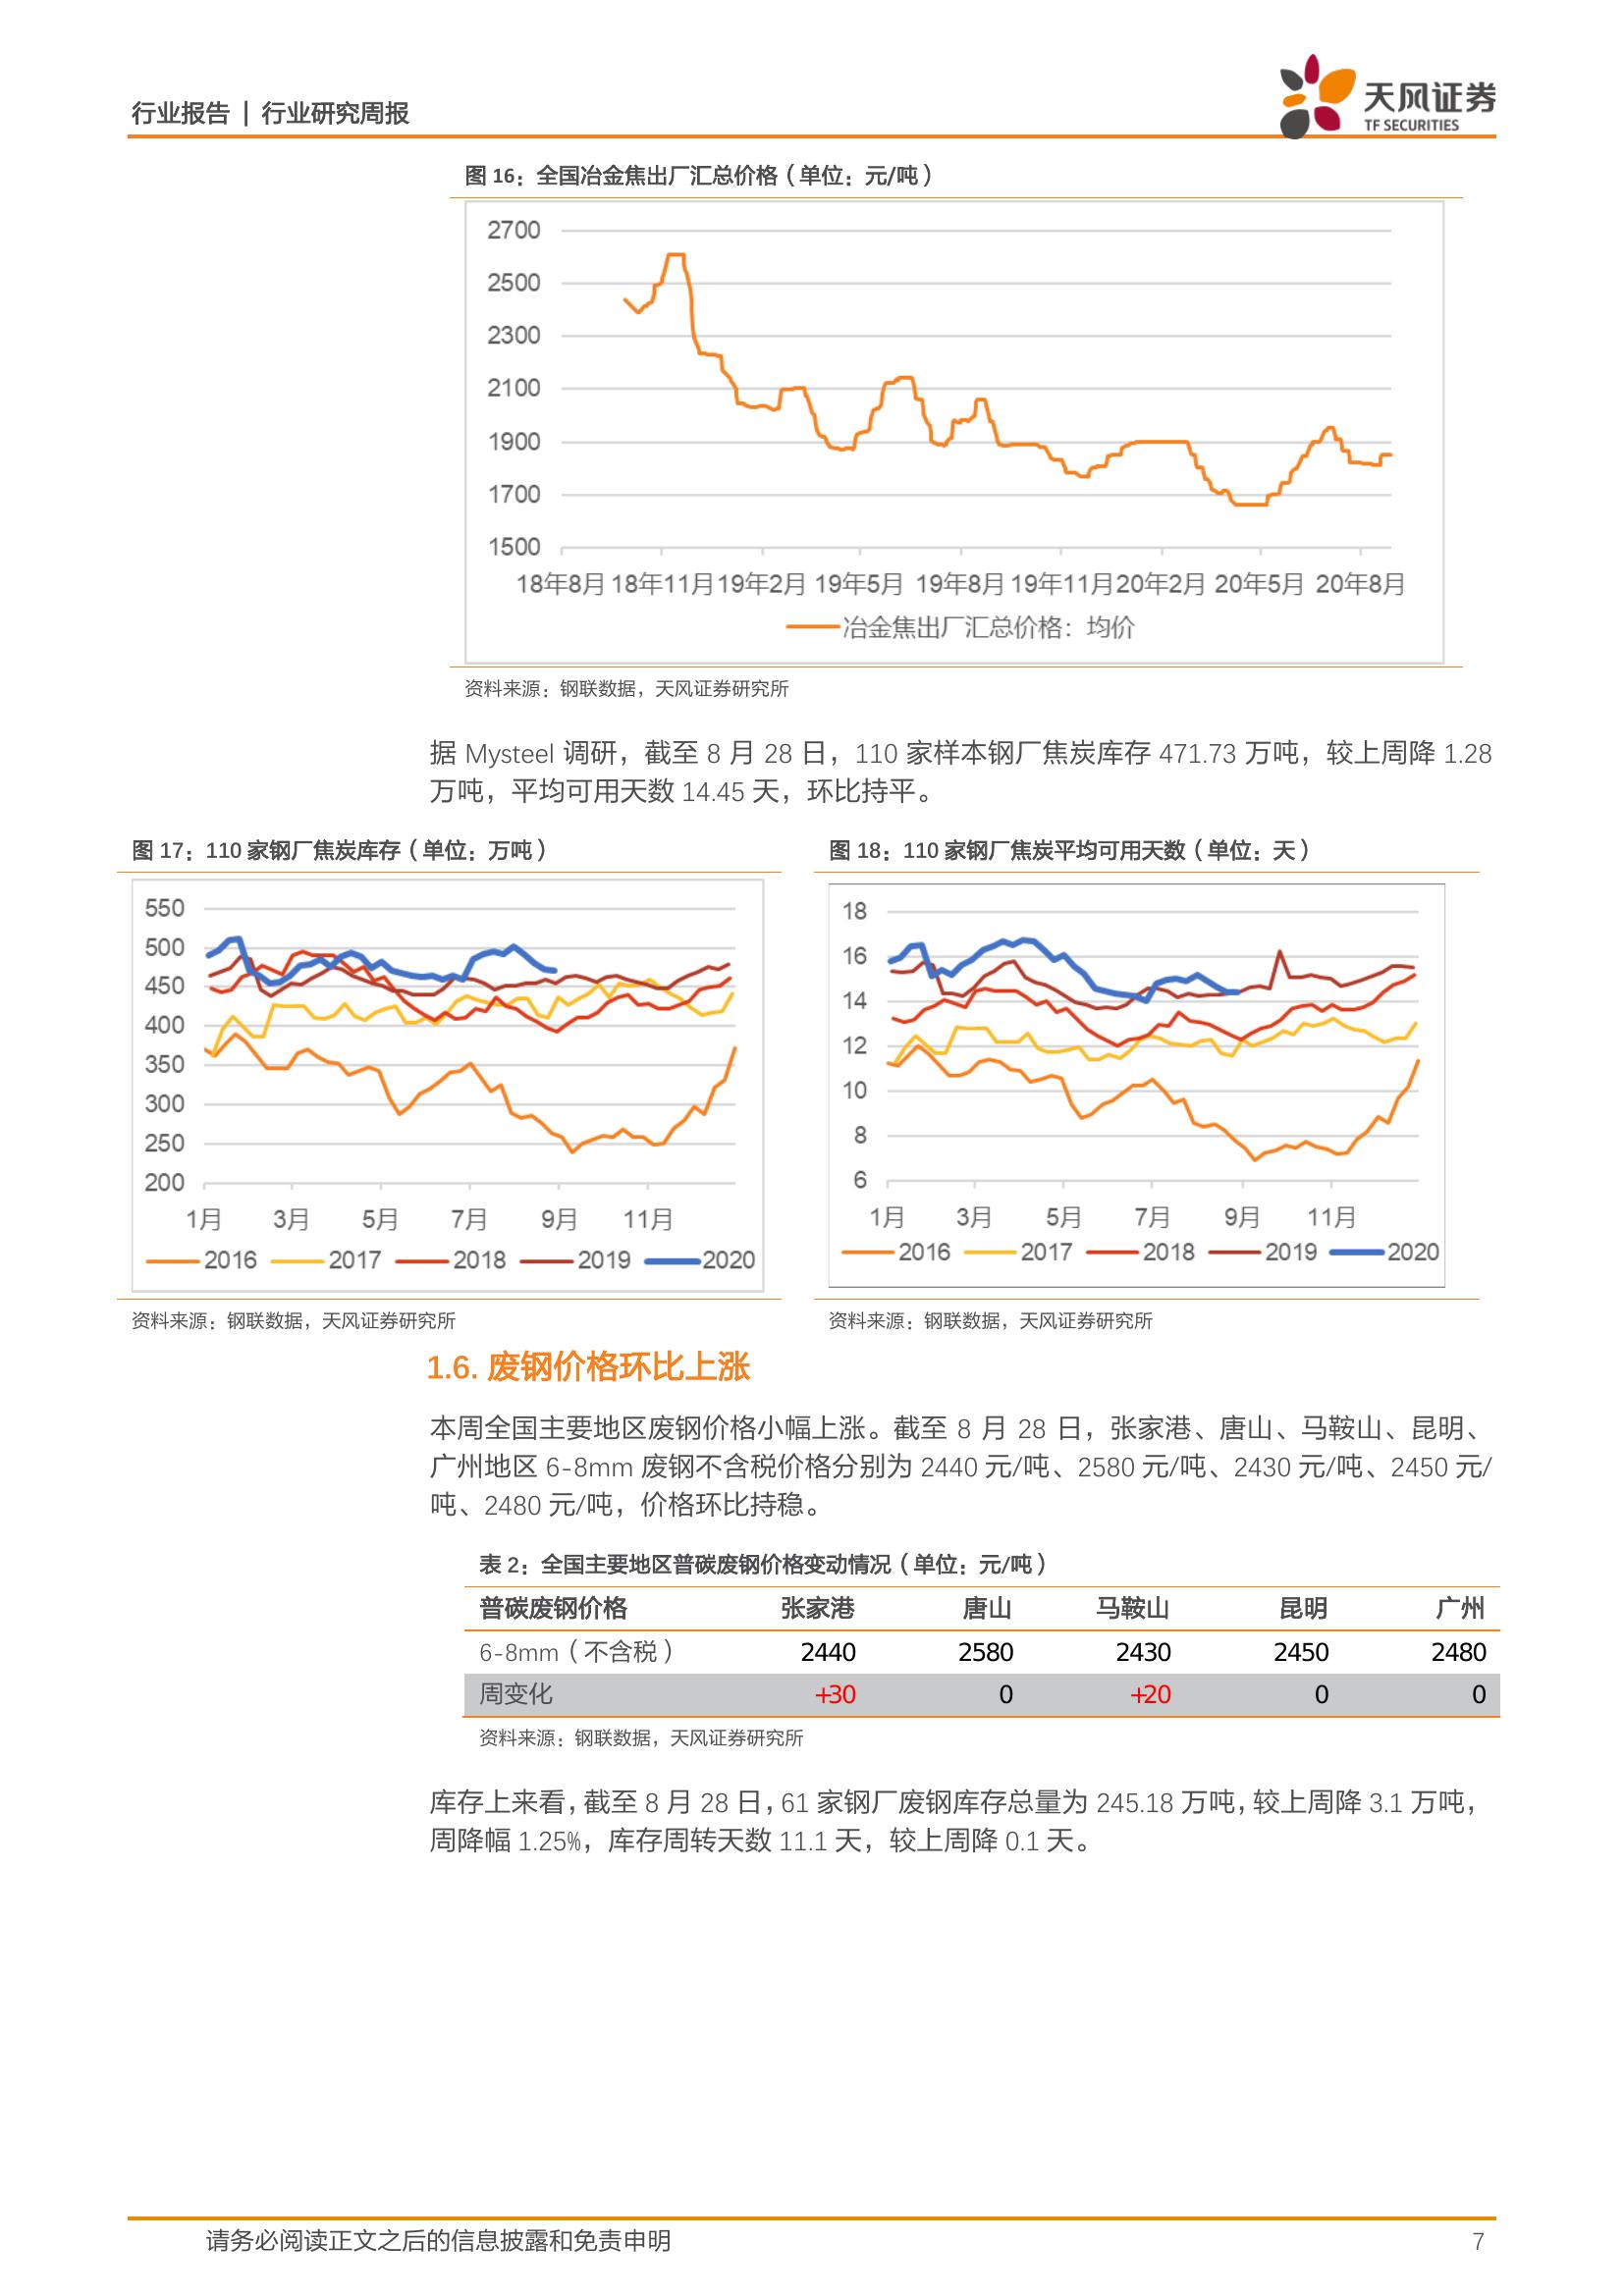 行业报告 | 行业研究周报
天风证券
TF SECURITIES
图 16：全国冶金焦出厂汇总价格（单位：元/吨）
2700
2500
2300
2100
1900
1700
1500
18年8月 18年11月 19年2月 19年5月 19年8月 19年11月 20年2月 20年5月 20年8月
冶金焦出厂汇总价格：均价
资料来源：钢联数据，天风证券研究所
据 Mysteel 调研，截至 8 月 28 日，110 家样本钢厂焦炭库存 471.73 万吨，较上周降 1.28
万吨，平均可用天数 14.45 天，环比持平。
图 17：110 家钢厂焦炭库存（单位：万吨）
550
500
450
400
350
300
250
200
1月 3月 5月 7月 9月 11月
2016 2017 2018 2019 2020
资料来源：钢联数据，天风证券研究所
图 18：110 家钢厂焦炭平均可用天数（单位：天）
18
16
14
12
10
8
6
1月 3月 5月 7月 9月 11月
2016 2017 2018 2019 2020
资料来源：钢联数据，天风证券研究所
1.6. 废钢价格环比上涨
本周全国主要地区废钢价格小幅上涨。截至 8 月 28 日，张家港、唐山、马鞍山、昆明、
广州地区 6-8mm 废钢不含税价格分别为 2440 元/吨、2580 元/吨、2430 元/吨、2450 元/
吨、2480 元/吨，价格环比持稳。
表 2：全国主要地区普碳废钢价格变动情况（单位：元/吨）
普碳废钢价格 张家港 唐山 马鞍山 昆明 广州
6-8mm（不含税） 2440 2580 2430 2450 2480
周变化 +30 0 +20 0 0
资料来源：钢联数据，天风证券研究所
库存上来看，截至 8 月 28 日，61 家钢厂废钢库存总量为 245.18 万吨，较上周降 3.1 万吨，
周降幅 1.25%，库存周转天数 11.1 天，较上周降 0.1 天。
请务必阅读正文之后的信息披露和免责申明 7